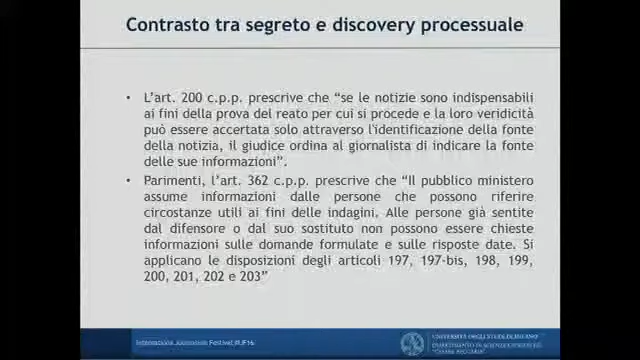 Contrasto tra segreto e discovery processuale
• L'art. 200 c.p.p. prescrive che “se le notizie sono indispensabili
ai fini della prova del reato per cui si procede e la loro veridicità
può essere accertata solo attraverso l'identificazione della fonte
della notizia, il giudice ordina al giornalista di indicare la fonte
delle sue informazioni”.
• Parimenti, l'art. 362 c.p.p. prescrive che “Il pubblico ministero
assume informazioni dalle persone che possono riferire
circostanze utili ai fini delle indagini. Alle persone già sentite
dal difensore o dal suo sostituto non possono essere chieste
informazioni sulle domande formulate e sulle risposte date. Si
applicano le disposizioni degli articoli 197, 197-bis, 198, 199,
200, 201, 202 e 203”
International Journalism Festival
UNIVERSITÀ DEGLI STUDI DI MILANO
DIPARTIMENTO DI SCIENZE GIURIDICHE
"CESARE BECCARIA"